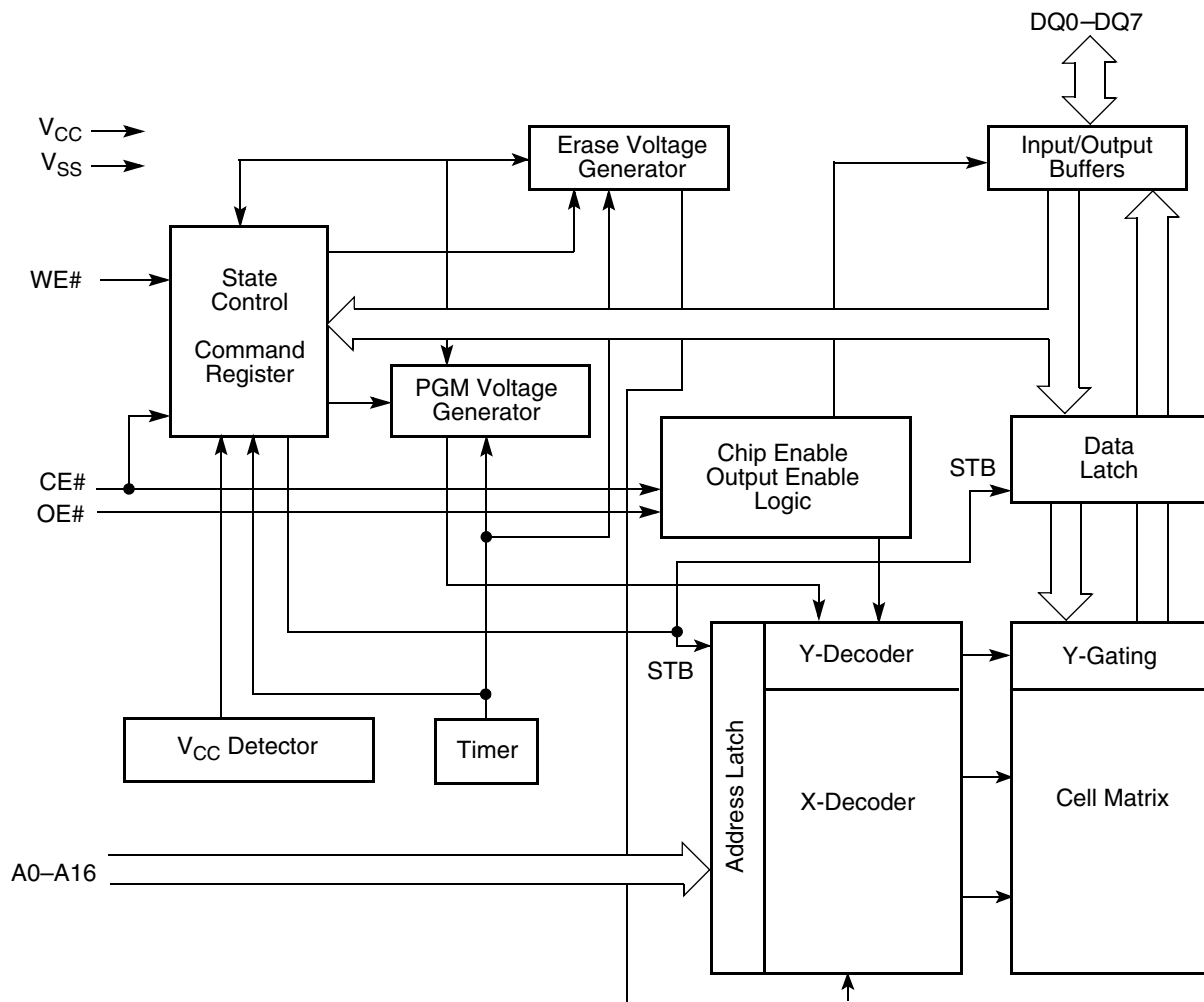 DQ0–DQ7
VCC
VSS
Erase Voltage
Generator
Input/Output
Buffers
WE#
State
Control
Command
Register
PGM Voltage
Generator
CE#
OE#
Chip Enable
Output Enable
Logic
STB
Data
Latch
STB
Y-Decoder
Y-Gating
VCC Detector
Timer
Address Latch
X-Decoder
Cell Matrix
A0–A16